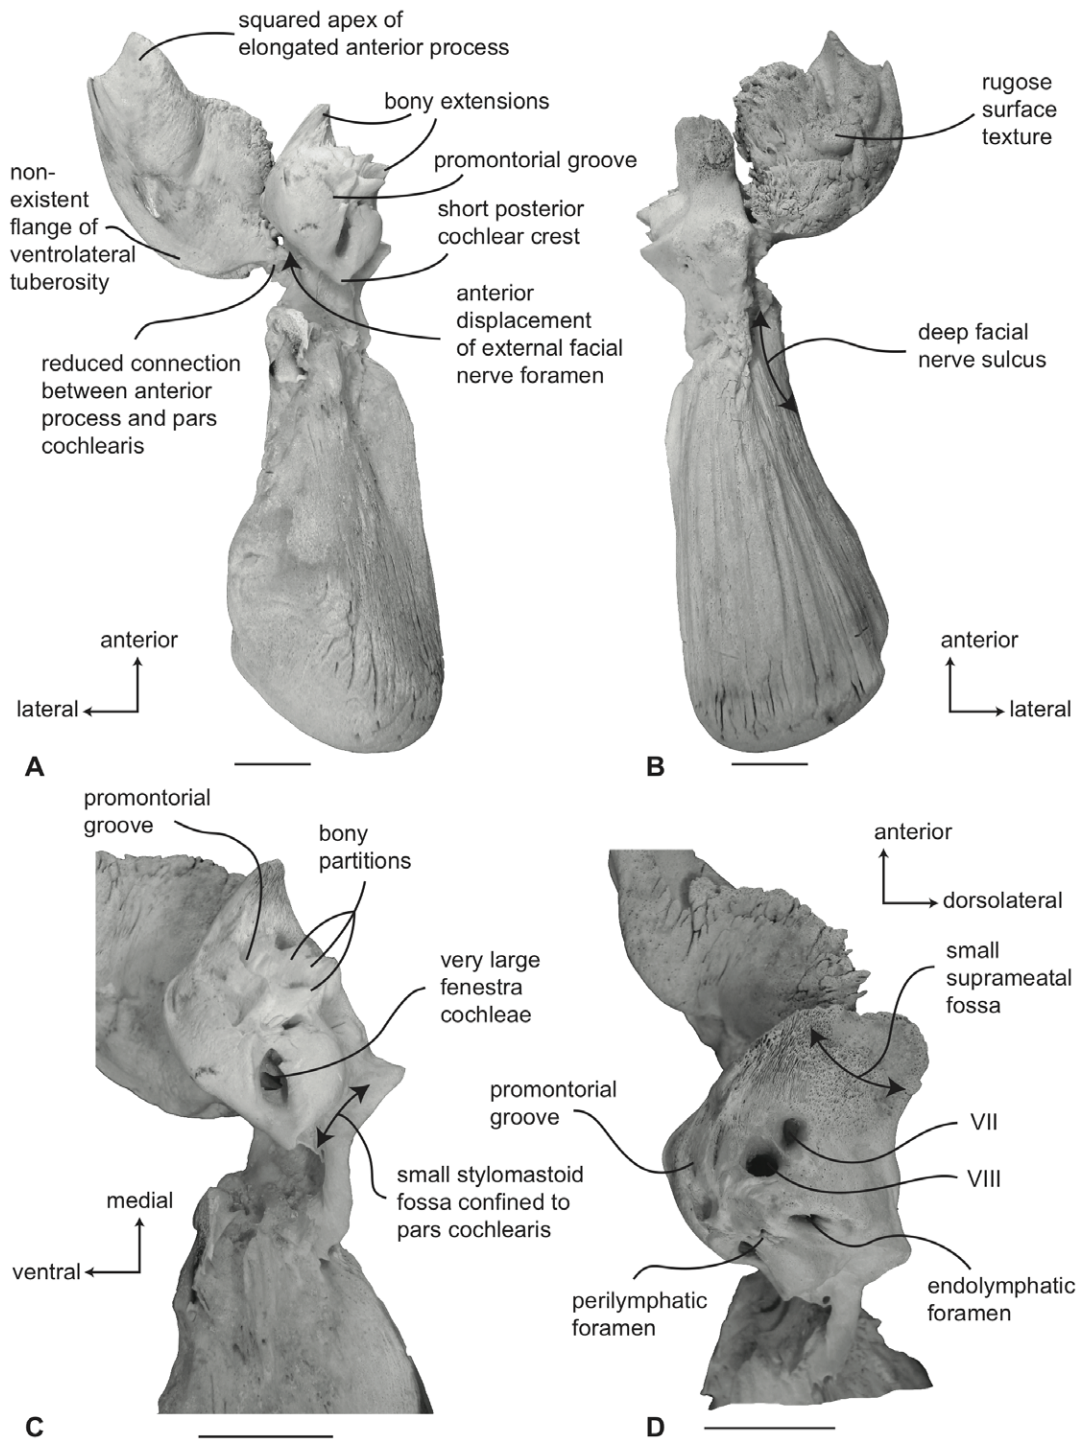 squared apex of
elongated anterior process
bony extensions
promontorial groove
short posterior
cochlear crest
non-
existent
flange of
ventrolateral
tuberosity
anterior
displacement
of external facial
nerve foramen
reduced connection
between anterior
process and pars
cochlearis
anterior
lateral
A
rugose
surface
texture
deep facial
nerve sulcus
anterior
lateral
B
promontorial
groove
bony
partitions
very large
fenestra
cochleae
small stylomastoid
fossa confined to
pars cochlearis
medial
ventral
C
anterior
dorsolateral
small
suprameatal
fossa
promontorial
groove
VII
VIII
perilymphatic
foramen
endolymphatic
foramen
D